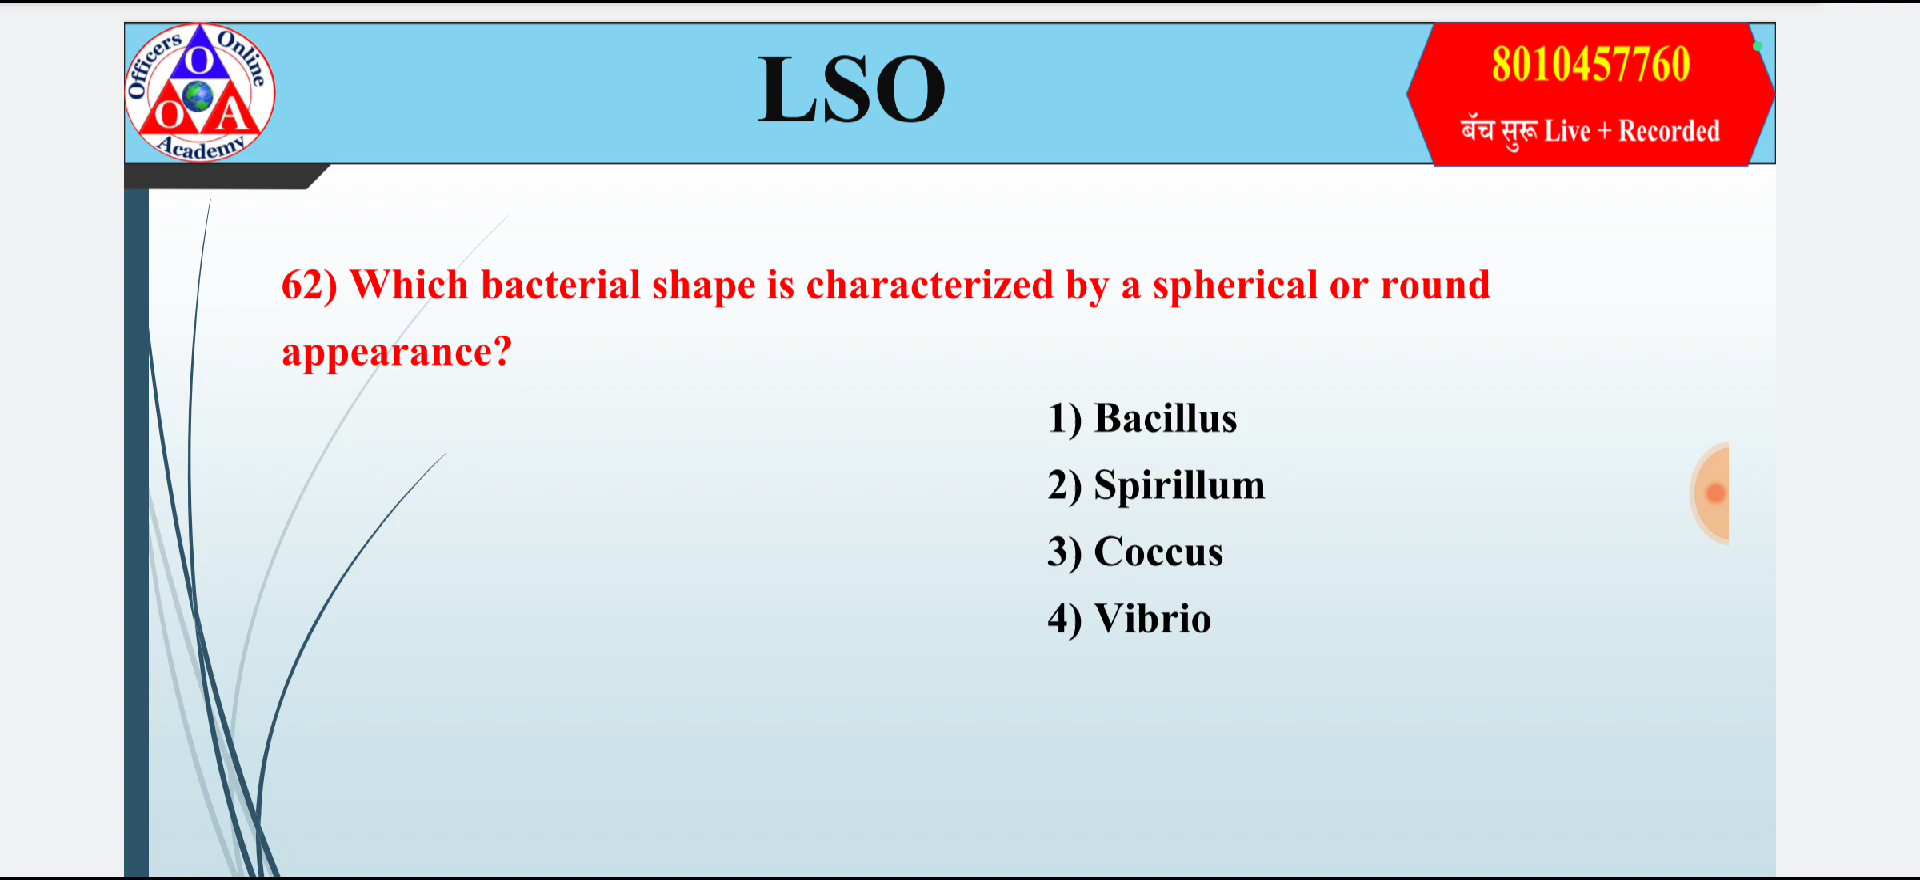 Officers Online
O
O A
Academy
LSO
8010457760
बॅच सुरू Live + Recorded
62) Which bacterial shape is characterized by a spherical or round
appearance?
1) Bacillus
2) Spirillum
3) Coccus
4) Vibrio